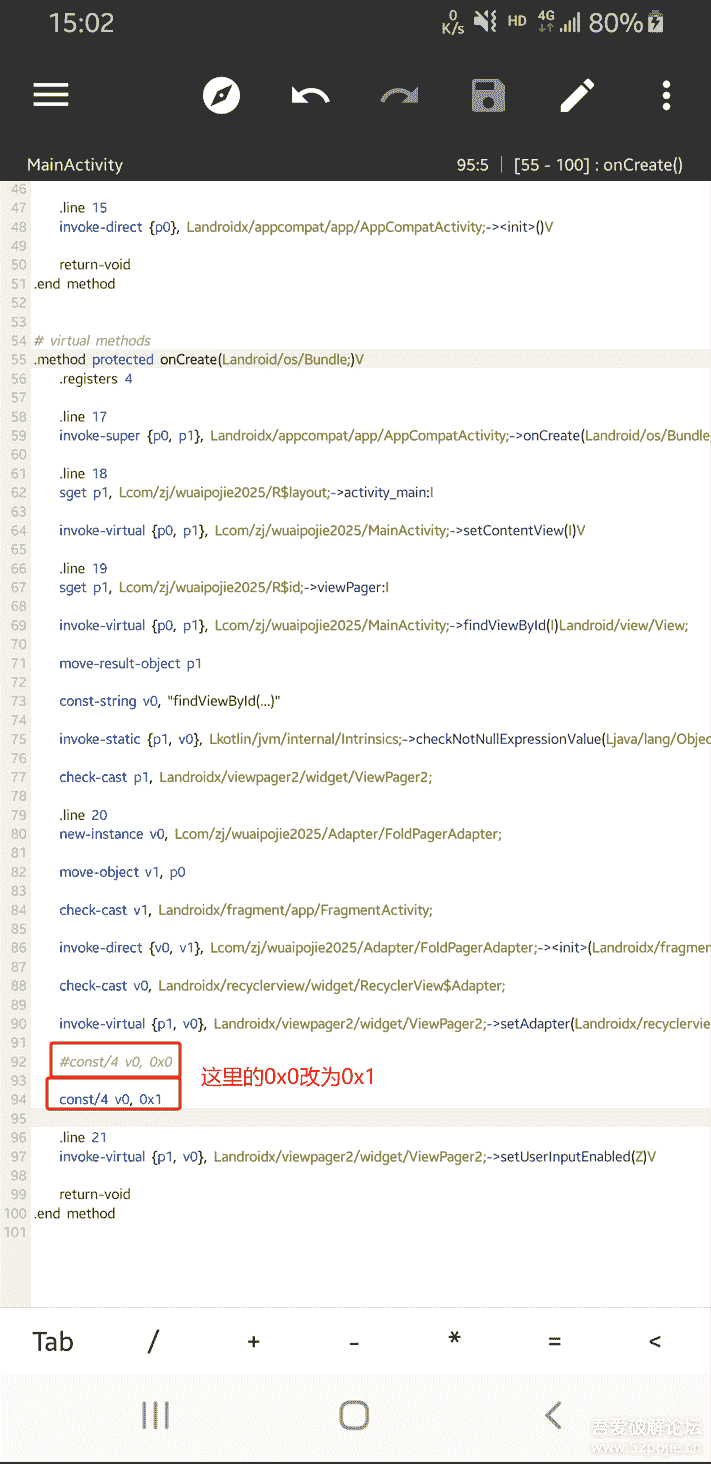 15:02 0 K/s HD 4G 80%
MainActivity 95:5 [55 - 100] : onCreate()
46
47 .line 15
48 invoke-direct {p0}, Landroidx/appcompat/app/AppCompatActivity;-><init>()V
49
50 return-void
51 .end method
52
53
54 # virtual methods
55 .method protected onCreate(Landroid/os/Bundle;)V
56 .registers 4
57
58 .line 17
59 invoke-super {p0, p1}, Landroidx/appcompat/app/AppCompatActivity;->onCreate(Landroid/os/Bundle;
60
61 .line 18
62 sget p1, Lcom/zj/wuaipojie2025/R$layout;->activity_main:I
63
64 invoke-virtual {p0, p1}, Lcom/zj/wuaipojie2025/MainActivity;->setContentView(I)V
65
66 .line 19
67 sget p1, Lcom/zj/wuaipojie2025/R$id;->viewPager:I
68
69 invoke-virtual {p0, p1}, Lcom/zj/wuaipojie2025/MainActivity;->findViewById(I)Landroid/view/View;
70
71 move-result-object p1
72
73 const-string v0, "findViewById(...)"
74
75 invoke-static {p1, v0}, Lkotlin/jvm/internal/Intrinsics;->checkNotNullExpressionValue(Ljava/lang/Objec
76
77 check-cast p1, Landroidx/viewpager2/widget/ViewPager2;
78
79 .line 20
80 new-instance v0, Lcom/zj/wuaipojie2025/Adapter/FoldPagerAdapter;
81
82 move-object v1, p0
83
84 check-cast v1, Landroidx/fragment/app/FragmentActivity;
85
86 invoke-direct {v0, v1}, Lcom/zj/wuaipojie2025/Adapter/FoldPagerAdapter;-><init>(Landroidx/fragmen
87
88 check-cast v0, Landroidx/recyclerview/widget/RecyclerView$Adapter;
89
90 invoke-virtual {p1, v0}, Landroidx/viewpager2/widget/ViewPager2;->setAdapter(Landroidx/recyclervie
91
92 #const/4 v0, 0x0
93 这里的0x0改为0x1
94 const/4 v0, 0x1
95
96 .line 21
97 invoke-virtual {p1, v0}, Landroidx/viewpager2/widget/ViewPager2;->setUserInputEnabled(Z)V
98
99 return-void
100 .end method
101
Tab / + - * = <
吾爱破解论坛
www.52pojie.cn